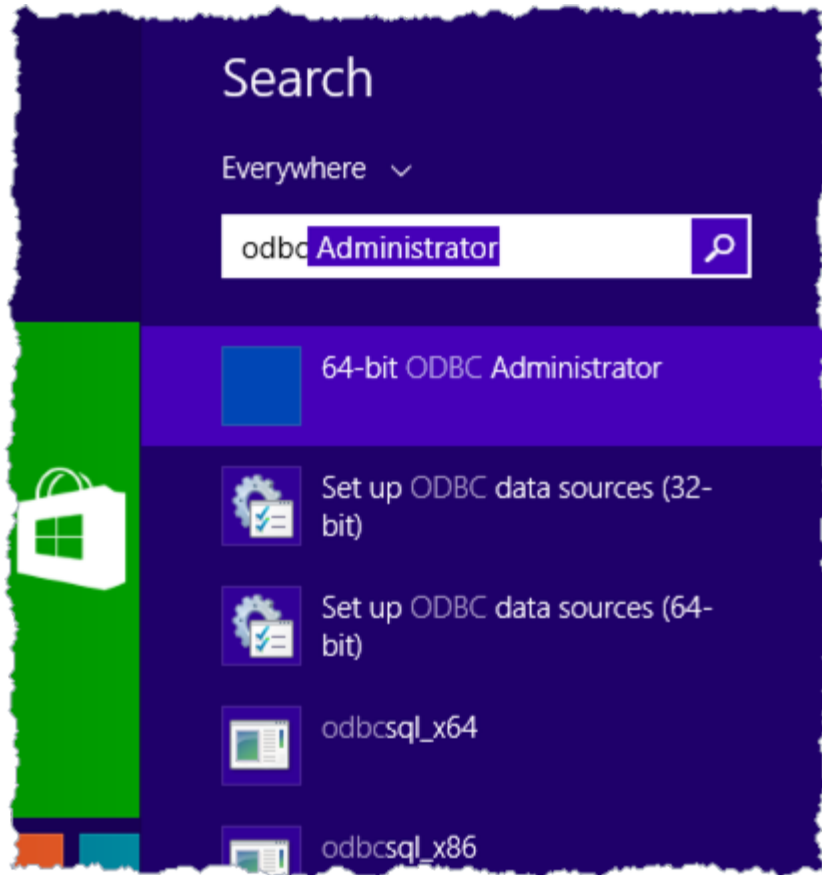 Search
Everywhere
odbc Administrator
64-bit ODBC Administrator
Set up ODBC data sources (32-
bit)
Set up ODBC data sources (64-
bit)
odbcsql_x64
odbcsql_x86